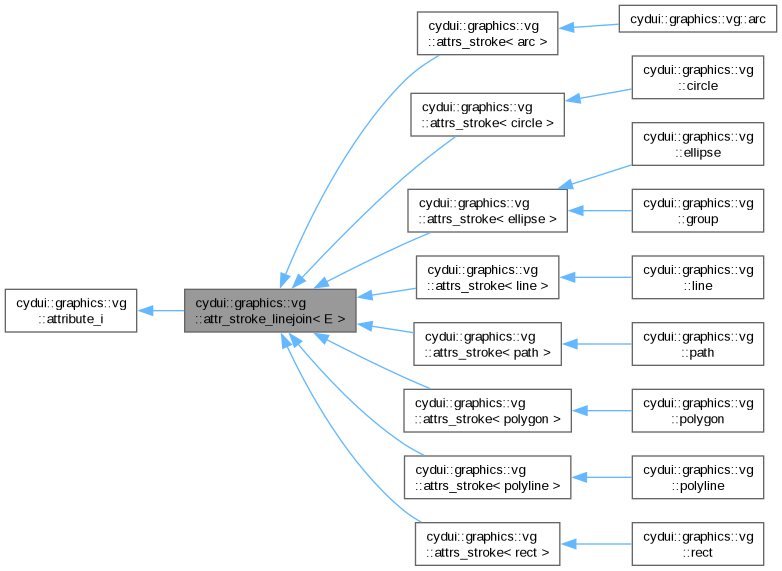 cydui::graphics::vg
::attribute_i
cydui::graphics::vg
::attr_stroke_linejoin< E >
cydui::graphics::vg
::attrs_stroke< arc >
cydui::graphics::vg::arc
cydui::graphics::vg
::attrs_stroke< circle >
cydui::graphics::vg
::circle
cydui::graphics::vg
::attrs_stroke< ellipse >
cydui::graphics::vg
::ellipse
cydui::graphics::vg
::group
cydui::graphics::vg
::attrs_stroke< line >
cydui::graphics::vg
::line
cydui::graphics::vg
::attrs_stroke< path >
cydui::graphics::vg
::path
cydui::graphics::vg
::attrs_stroke< polygon >
cydui::graphics::vg
::polygon
cydui::graphics::vg
::attrs_stroke< polyline >
cydui::graphics::vg
::polyline
cydui::graphics::vg
::attrs_stroke< rect >
cydui::graphics::vg
::rect